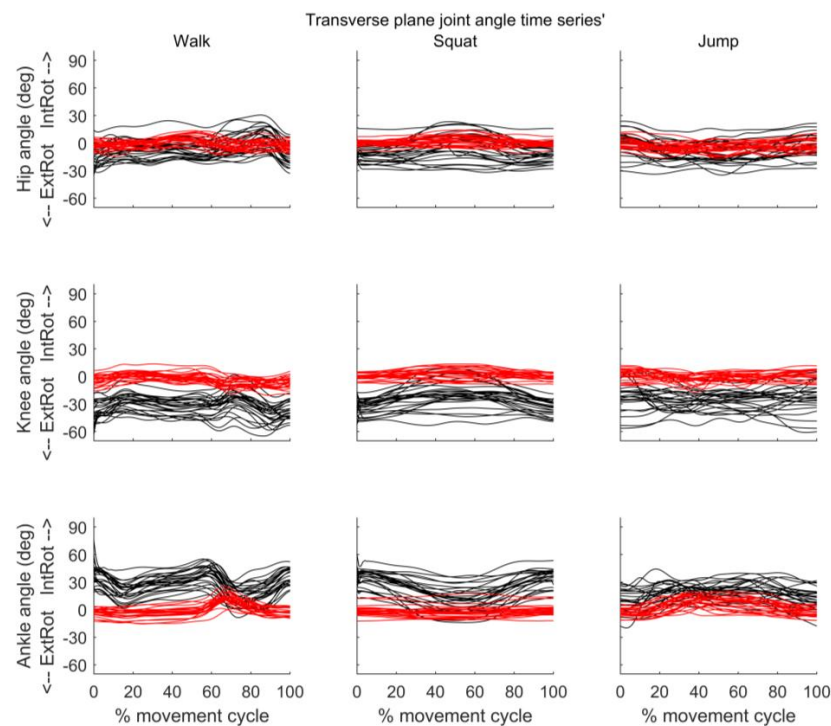 Transverse plane joint angle time series'
Walk
Squat
Jump
Hip angle (deg)
<-- ExtRot IntRot -->
90
60
30
0
-30
-60
Knee angle (deg)
<-- ExtRot IntRot -->
90
60
30
0
-30
-60
Ankle angle (deg)
<-- ExtRot IntRot -->
90
60
30
0
-30
-60
0 20 40 60 80 100
% movement cycle
0 20 40 60 80 100
% movement cycle
0 20 40 60 80 100
% movement cycle